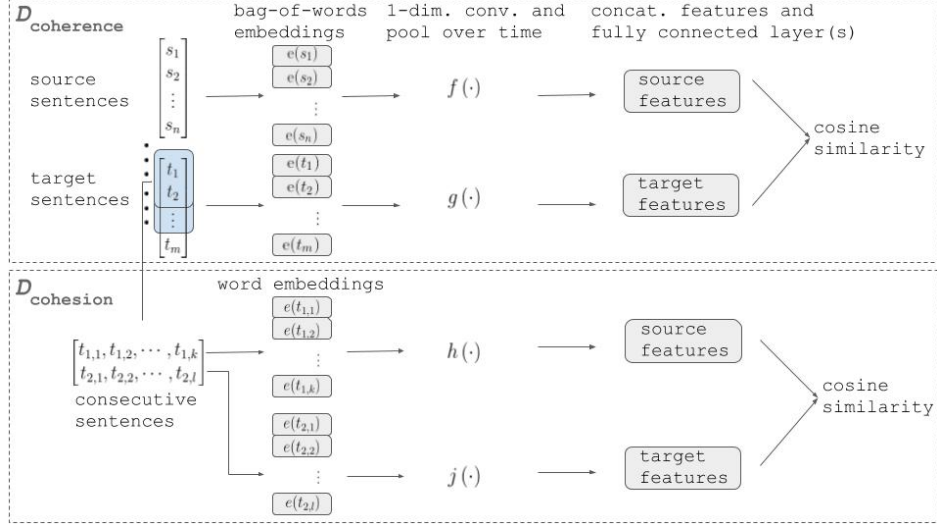 D coherence
bag-of-words embeddings
1-dim. conv. and pool over time
concat. features and fully connected layer(s)
source sentences
s₁
s₂
⋮
sₙ
e(s₁)
e(s₂)
⋮
e(sₙ)
f(·)
source features
target sentences
t₁
t₂
⋮
tₘ
e(t₁)
e(t₂)
⋮
e(tₘ)
g(·)
target features
cosine similarity
D cohesion
word embeddings
t₁,₁, t₁,₂, ⋯ , t₁,ₖ
t₂,₁, t₂,₂, ⋯ , t₂,ₗ
consecutive sentences
e(t₁,₁)
e(t₁,₂)
⋮
e(t₁,ₖ)
h(·)
source features
e(t₂,₁)
e(t₂,₂)
⋮
e(t₂,ₗ)
j(·)
target features
cosine similarity